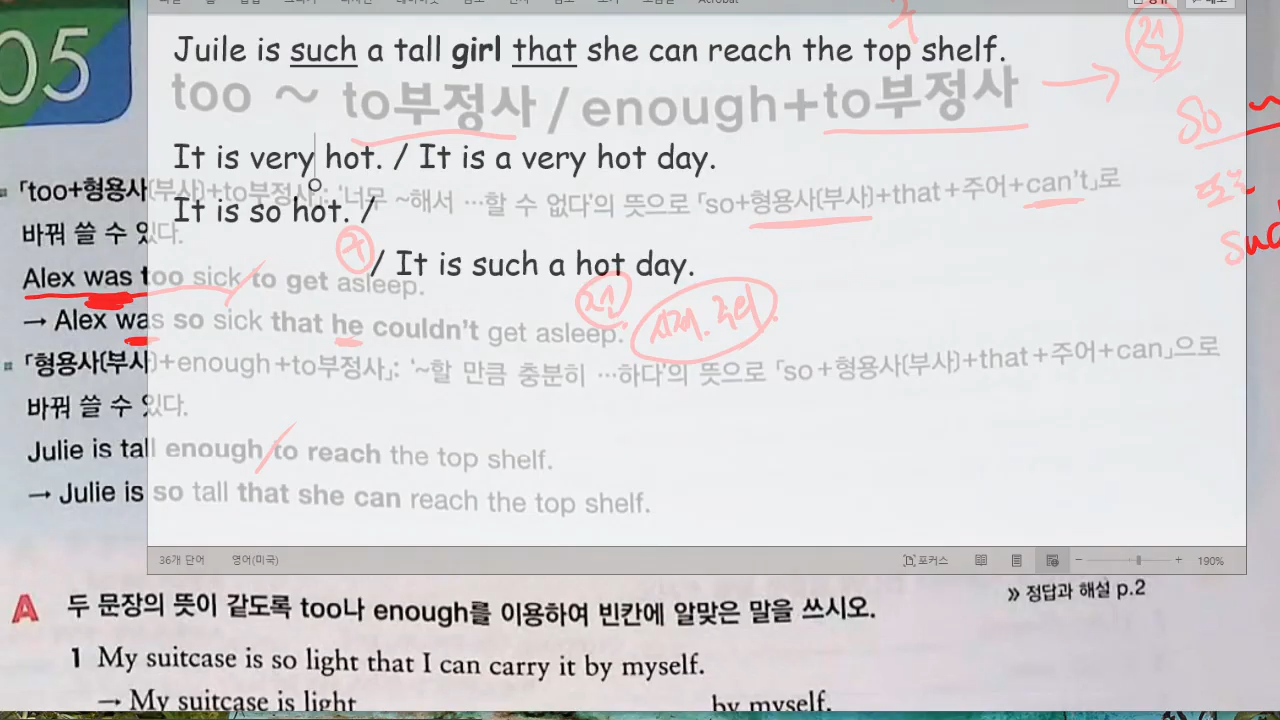 Juile is such a tall girl that she can reach the top shelf.
05
too ~ to부정사 / enough+to부정사
전
so
It is very hot. / It is a very hot day.
「too+형용사(부사)+to부정사」: '너무 ~해서 …할 수 없다'의 뜻으로 「so+형용사(부사)+that+주어+can't」로
바꿔 쓸 수 있다.
It is so hot. /
/ It is such a hot day.
Alex was too sick to get asleep.
→ Alex was so sick that he couldn't get asleep.
시제. 주의
「형용사(부사)+enough+to부정사」: '~할 만큼 충분히 …하다'의 뜻으로 「so+형용사(부사)+that+주어+can」으로
바꿔 쓸 수 있다.
Julie is tall enough to reach the top shelf.
→ Julie is so tall that she can reach the top shelf.
36개 단어 영어(미국) 포커스 190%
» 정답과 해설 p.2
A 두 문장의 뜻이 같도록 too나 enough를 이용하여 빈칸에 알맞은 말을 쓰시오.
1 My suitcase is so light that I can carry it by myself.
→ My suitcase is light by myself.